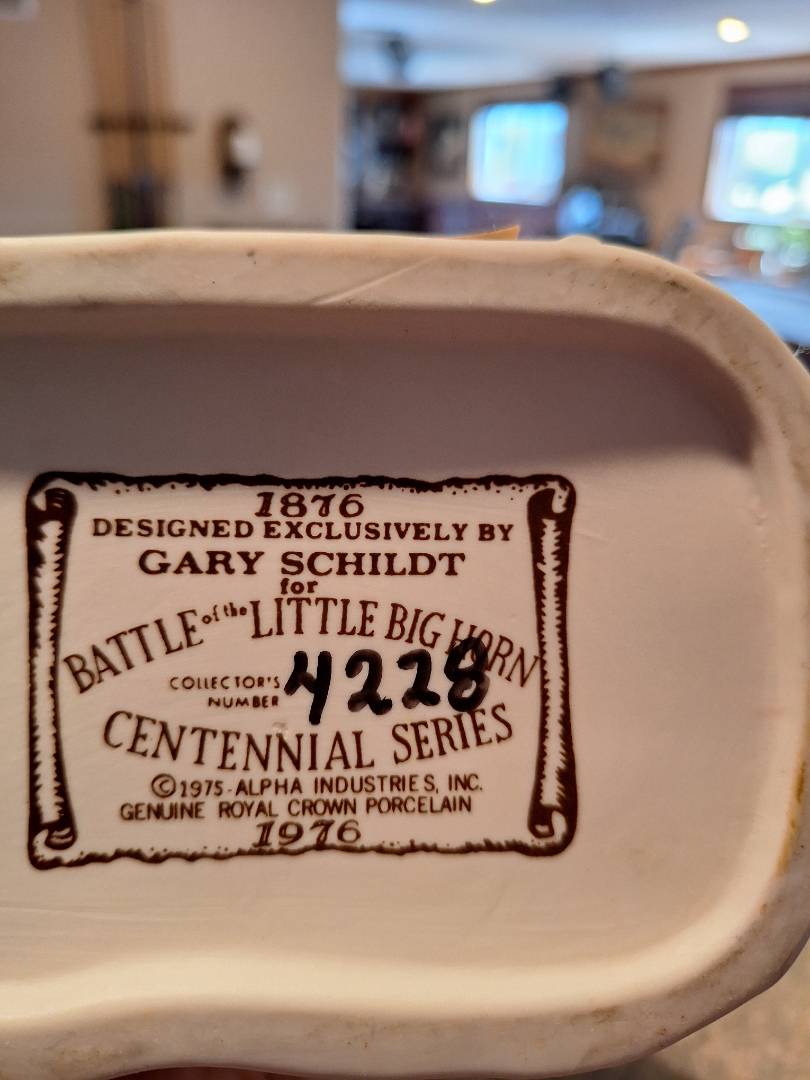 1876
DESIGNED EXCLUSIVELY BY
GARY SCHILDT
for
BATTLE of the LITTLE BIG HORN
COLLECTOR'S
NUMBER 4228
CENTENNIAL SERIES
©1975-ALPHA INDUSTRIES, INC.
GENUINE ROYAL CROWN PORCELAIN
1976